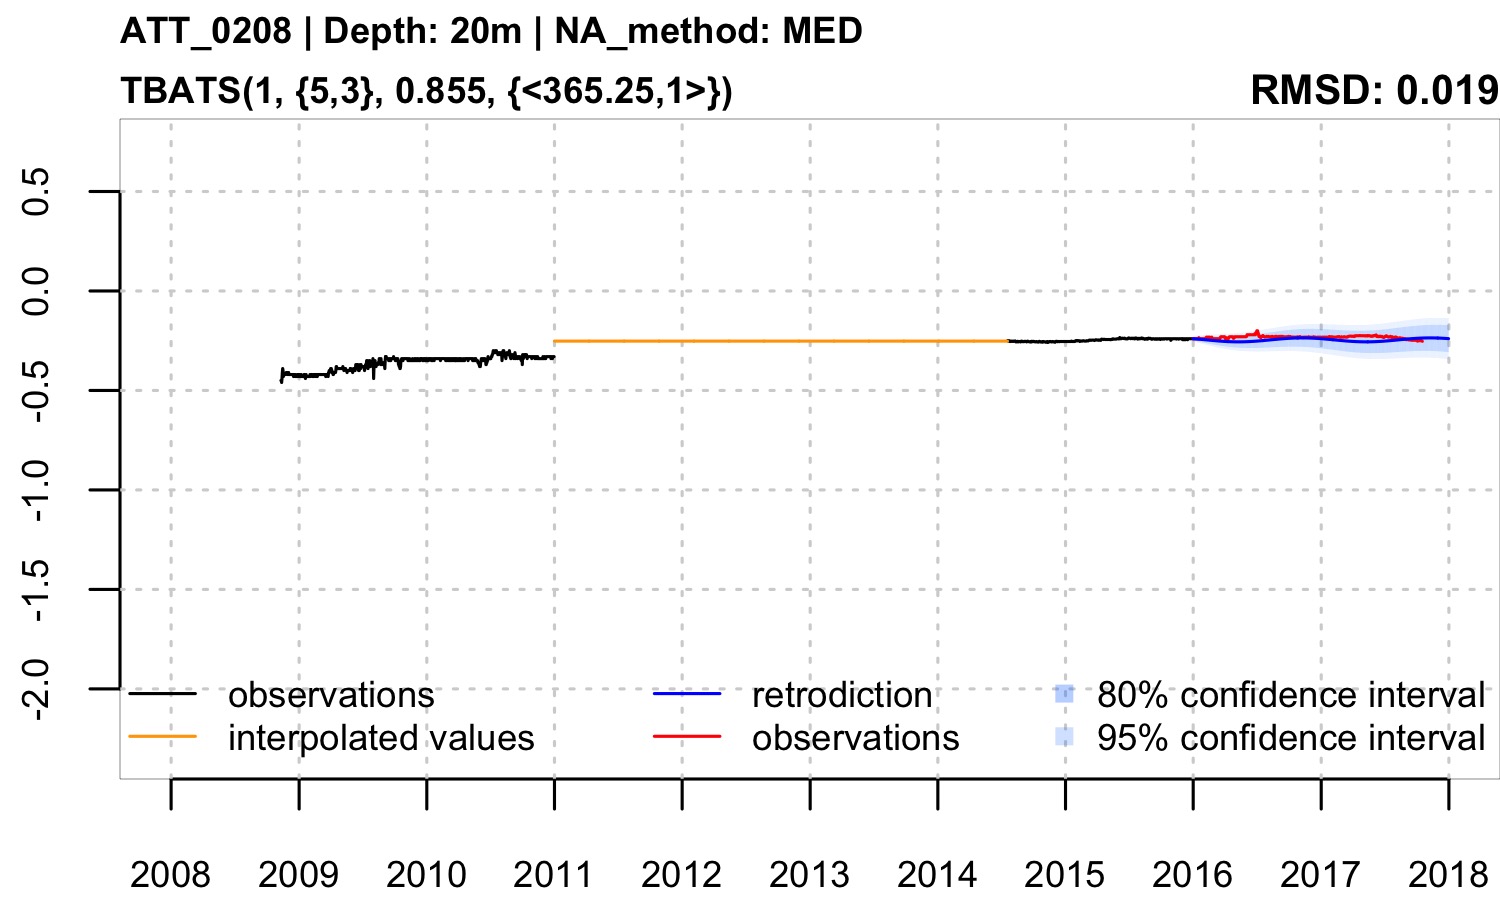 ATT_0208 | Depth: 20m | NA_method: MED
TBATS(1, {5,3}, 0.855, {<365.25,1>})
RMSD: 0.019
0.5
0.0
-0.5
-1.0
-1.5
-2.0
observations
retrodiction
80% confidence interval
interpolated values
observations
95% confidence interval
2008 2009 2010 2011 2012 2013 2014 2015 2016 2017 2018